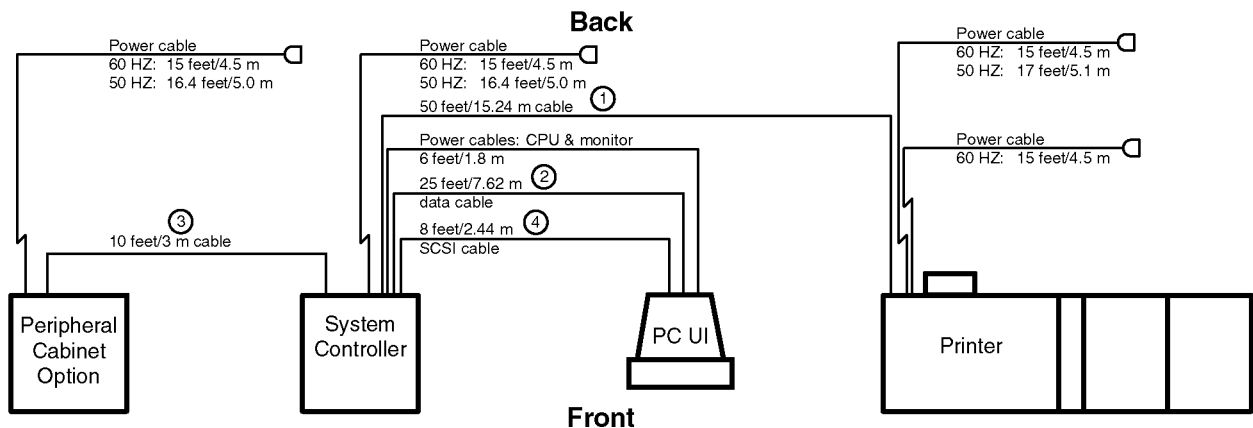 Back
Power cable
60 HZ: 15 feet/4.5 m
50 HZ: 16.4 feet/5.0 m
Power cable
60 HZ: 15 feet/4.5 m
50 HZ: 16.4 feet/5.0 m
Power cable
60 HZ: 15 feet/4.5 m
50 HZ: 17 feet/5.1 m
50 feet/15.24 m cable 1
Power cables: CPU & monitor
6 feet/1.8 m
Power cable
60 HZ: 15 feet/4.5 m
25 feet/7.62 m 2
data cable
3
10 feet/3 m cable
8 feet/2.44 m 4
SCSI cable
Peripheral
Cabinet
Option
System
Controller
PC UI
Printer
Front